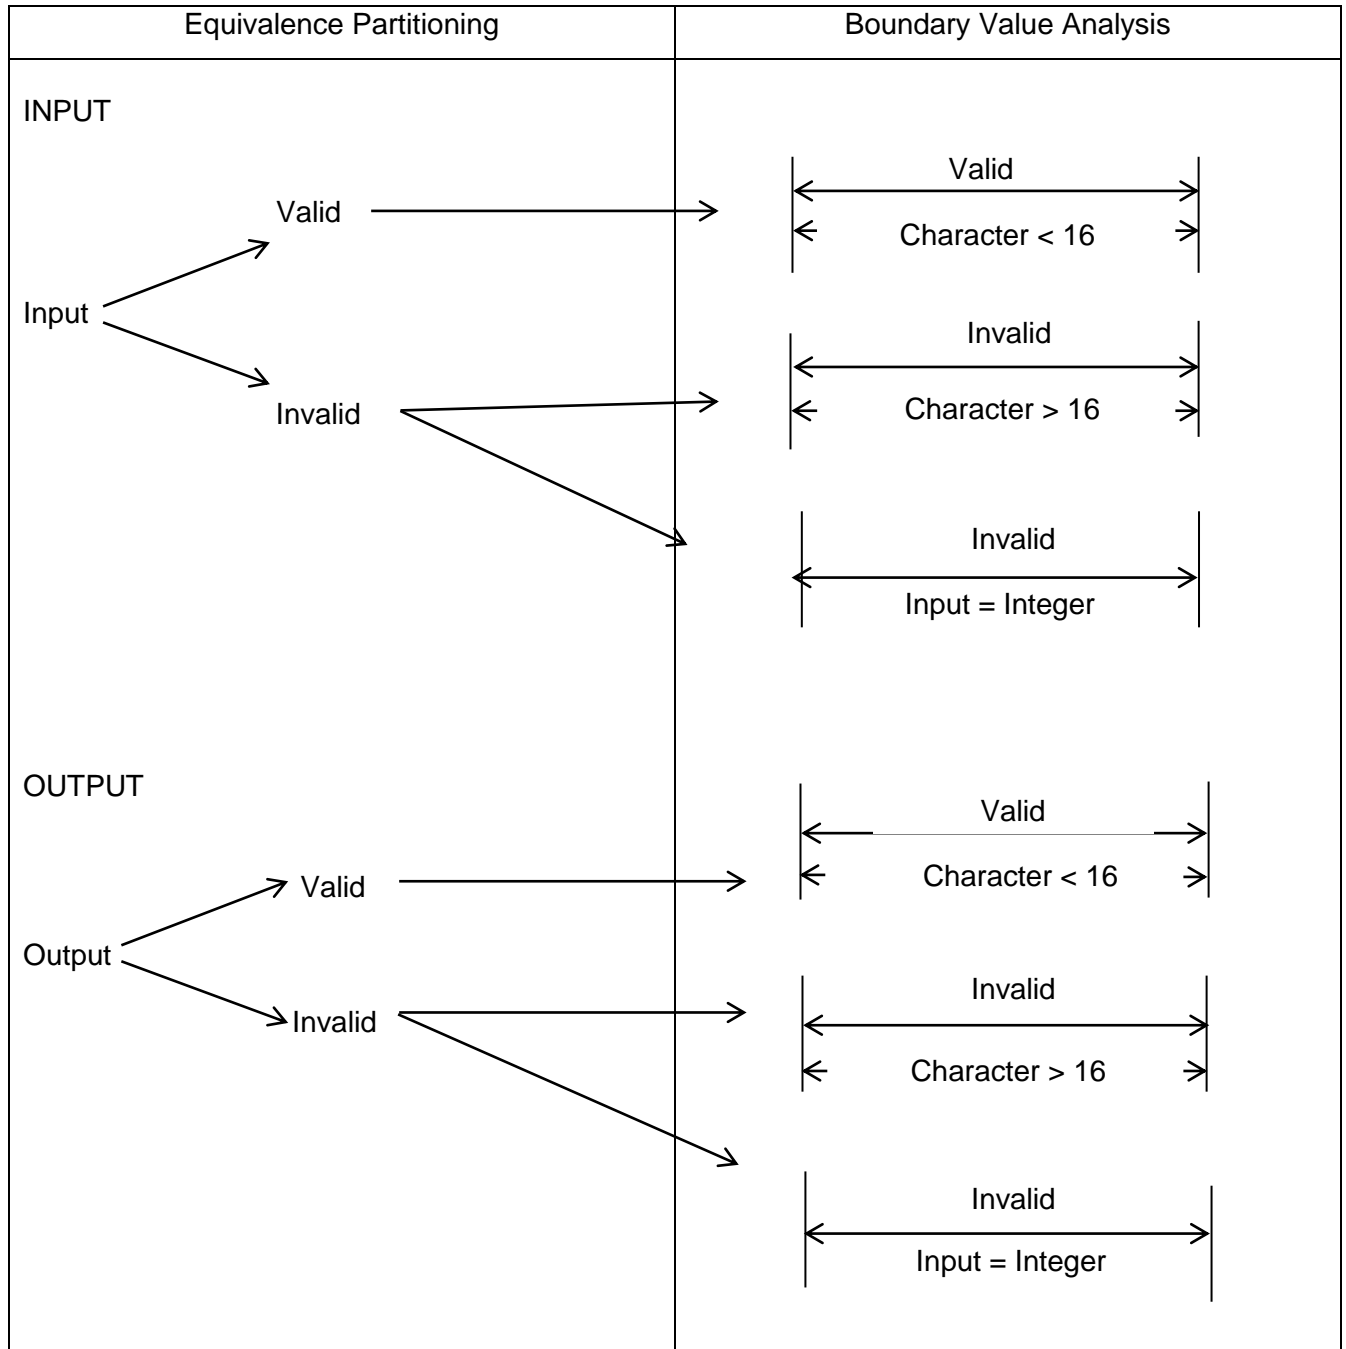 Equivalence Partitioning
Boundary Value Analysis
INPUT
Valid
Valid
Character < 16
Input
Invalid
Invalid
Character > 16
Invalid
Input = Integer
OUTPUT
Valid
Valid
Character < 16
Output
Invalid
Invalid
Character > 16
Invalid
Input = Integer